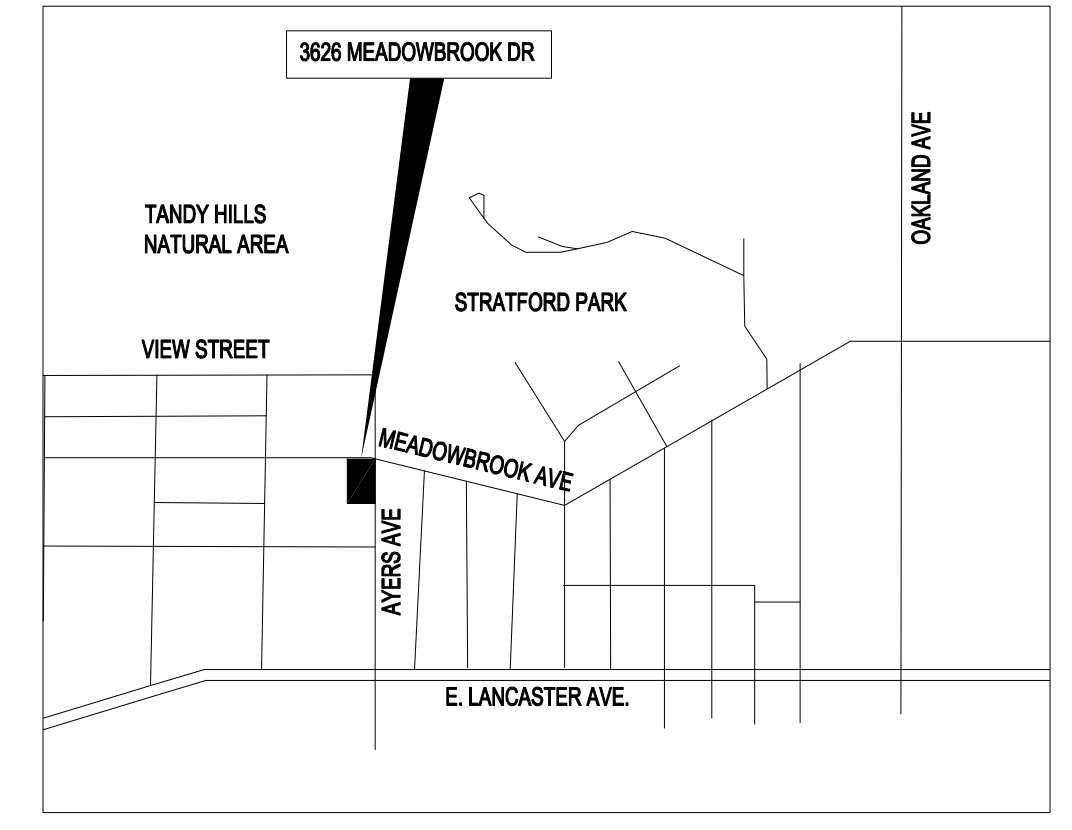 3626 MEADOWBROOK DR
OAKLAND AVE
TANDY HILLS
NATURAL AREA
STRATFORD PARK
VIEW STREET
MEADOWBROOK AVE
AYERS AVE
E. LANCASTER AVE.